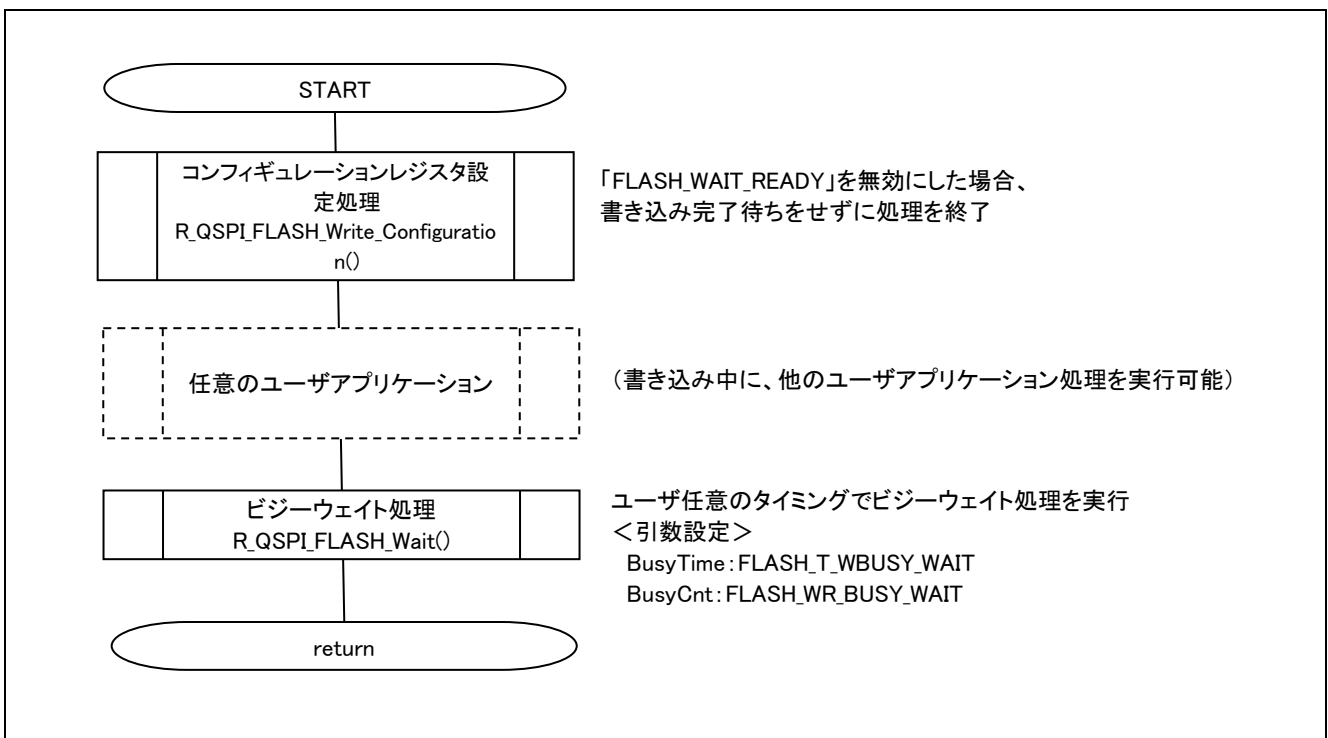 START
コンフィギュレーションレジスタ設
定処理
R_QSPI_FLASH_Write_Configuratio
n()
「FLASH_WAIT_READY」を無効にした場合、
書き込み完了待ちをせずに処理を終了
任意のユーザアプリケーション
(書き込み中に、他のユーザアプリケーション処理を実行可能)
ビジーウェイト処理
R_QSPI_FLASH_Wait()
ユーザ任意のタイミングでビジーウェイト処理を実行
<引数設定>
BusyTime:FLASH_T_WBUSY_WAIT
BusyCnt:FLASH_WR_BUSY_WAIT
return